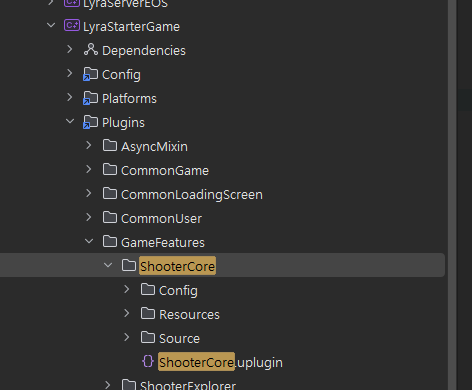 C++ LyraServerEOS
C++ LyraStarterGame
Dependencies
Config
Platforms
Plugins
AsyncMixin
CommonGame
CommonLoadingScreen
CommonUser
GameFeatures
ShooterCore
Config
Resources
Source
{} ShooterCore.uplugin
ShooterExplorer